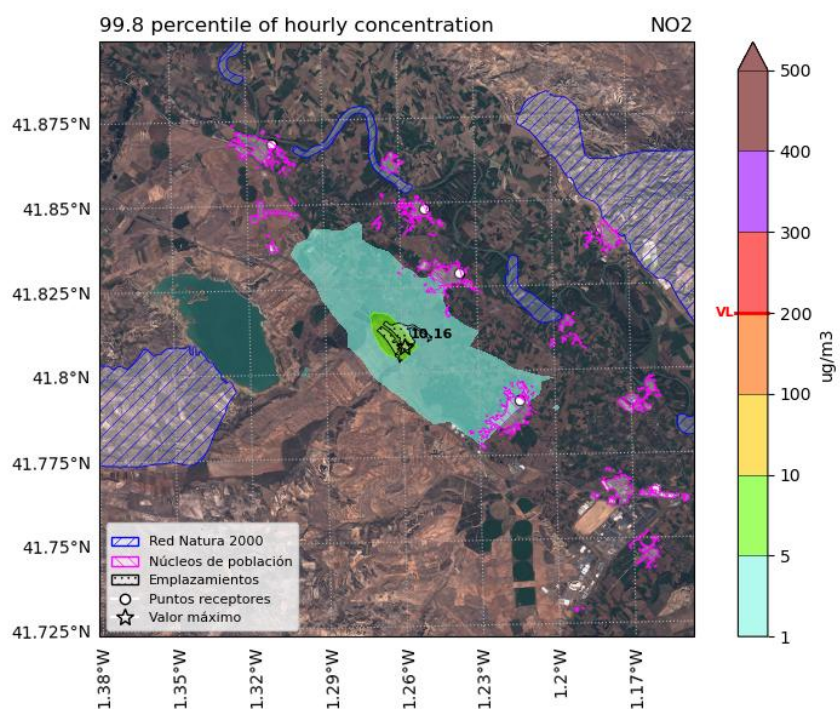 99.8 percentile of hourly concentration NO2
41.875°N
41.85°N
41.825°N
41.8°N
41.775°N
41.75°N
41.725°N
10.16
Red Natura 2000
Núcleos de población
Emplazamientos
Puntos receptores
Valor máximo
1.38°W
1.35°W
1.32°W
1.29°W
1.26°W
1.23°W
1.2°W
1.17°W
500
400
300
VL
200
100
10
5
1
ug/m3